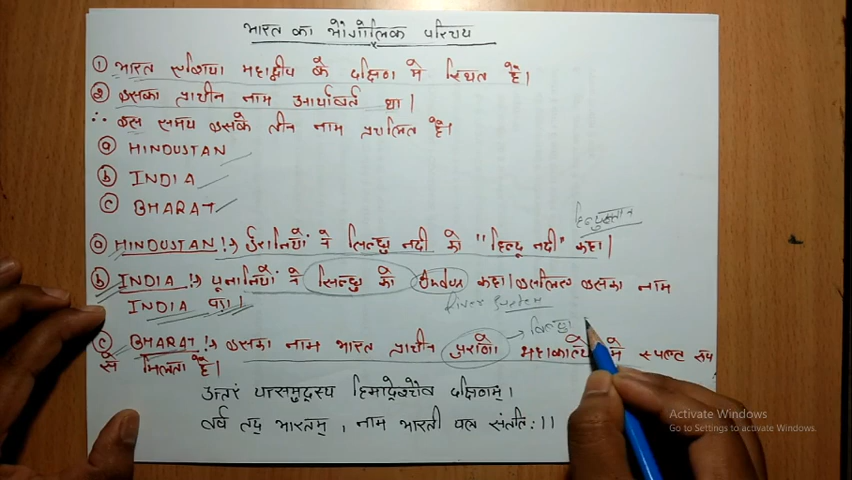 भारत का भौगोलिक परिचय
① भारत एशिया महाद्वीप के दक्षिण मे स्थित है।
② इसका प्राचीन नाम आर्यावर्त था।
∴ इस समय इसके तीन नाम प्रचलित है।
ⓐ HINDUSTAN
ⓑ INDIA
ⓒ BHARAT
हिन्दुस्तान
ⓐ HINDUSTAN!→ ईरानियों ने सिन्धु नदी को "हिन्दू नदी" कहा।
ⓑ INDIA!→ यूनानियों ने सिन्धु को Indus कहा। इसलिए इसका नाम
INDIA पड़ा।
River System
विष्णु
ⓒ BHARAT!→ इसका नाम भारत प्राचीन पुराणो महाकाव्य मे स्पष्ट रुप
से मिलता है।
उत्तरं यत्समुद्रस्य हिमाद्रेश्चैव दक्षिणाम्।
वर्ष तद् भारतम्, नाम भारती यत्र संतति:।।
Activate Windows
Go to Settings to activate Windows.